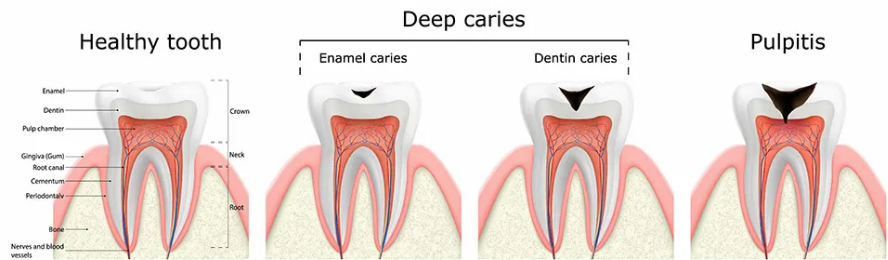 Deep caries
Healthy tooth
Enamel caries
Dentin caries
Pulpitis
Enamel
Dentin
Pulp chamber
Gingiva (Gum)
Root canal
Cementum
Periodontalv
Bone
Nerves and blood
vessels
Crown
Neck
Root